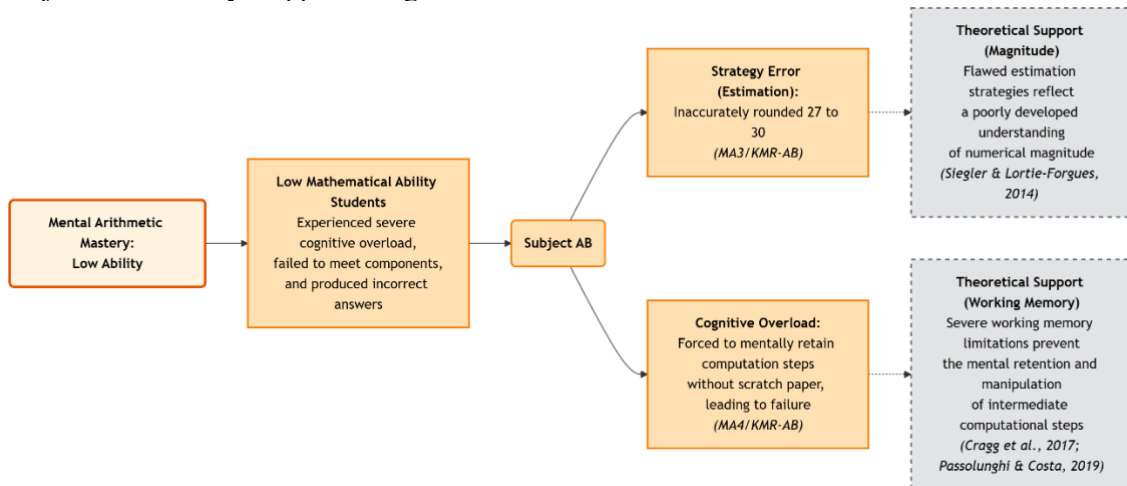 Mental Arithmetic
Mastery:
Low Ability
Low Mathematical Ability
Students
Experienced severe
cognitive overload,
failed to meet components,
and produced incorrect
answers
Subject AB
Strategy Error
(Estimation):
Inaccurately rounded 27 to
30
(MA3/KMR-AB)
Theoretical Support
(Magnitude)
Flawed estimation
strategies reflect
a poorly developed
understanding
of numerical magnitude
(Siegler & Lortie-Forgues,
2014)
Cognitive Overload:
Forced to mentally retain
computation steps
without scratch paper,
leading to failure
(MA4/KMR-AB)
Theoretical Support
(Working Memory)
Severe working memory
limitations prevent
the mental retention and
manipulation
of intermediate
computational steps
(Cragg et al., 2017;
Passolunghi & Costa, 2019)